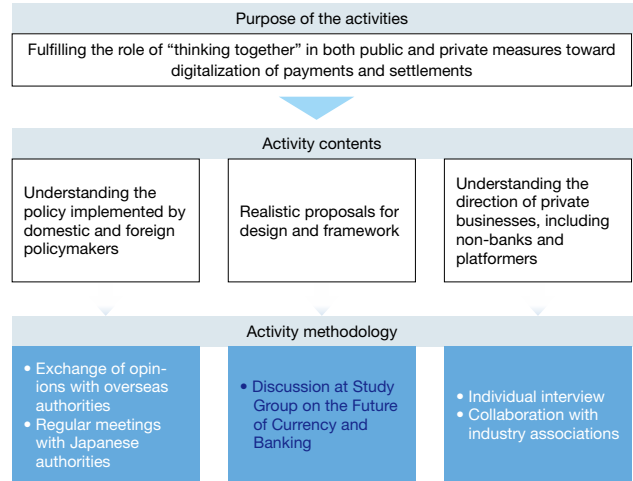 Purpose of the activities
Fulfilling the role of “thinking together” in both public and private measures toward
digitalization of payments and settlements
Activity contents
Understanding the
policy implemented by
domestic and foreign
policymakers
Realistic proposals for
design and framework
Understanding the
direction of private
businesses, including
non-banks and
platformers
Activity methodology
• Exchange of opin-
ions with overseas
authorities
• Regular meetings
with Japanese
authorities
• Discussion at Study
Group on the Future
of Currency and
Banking
• Individual interview
• Collaboration with
industry associations